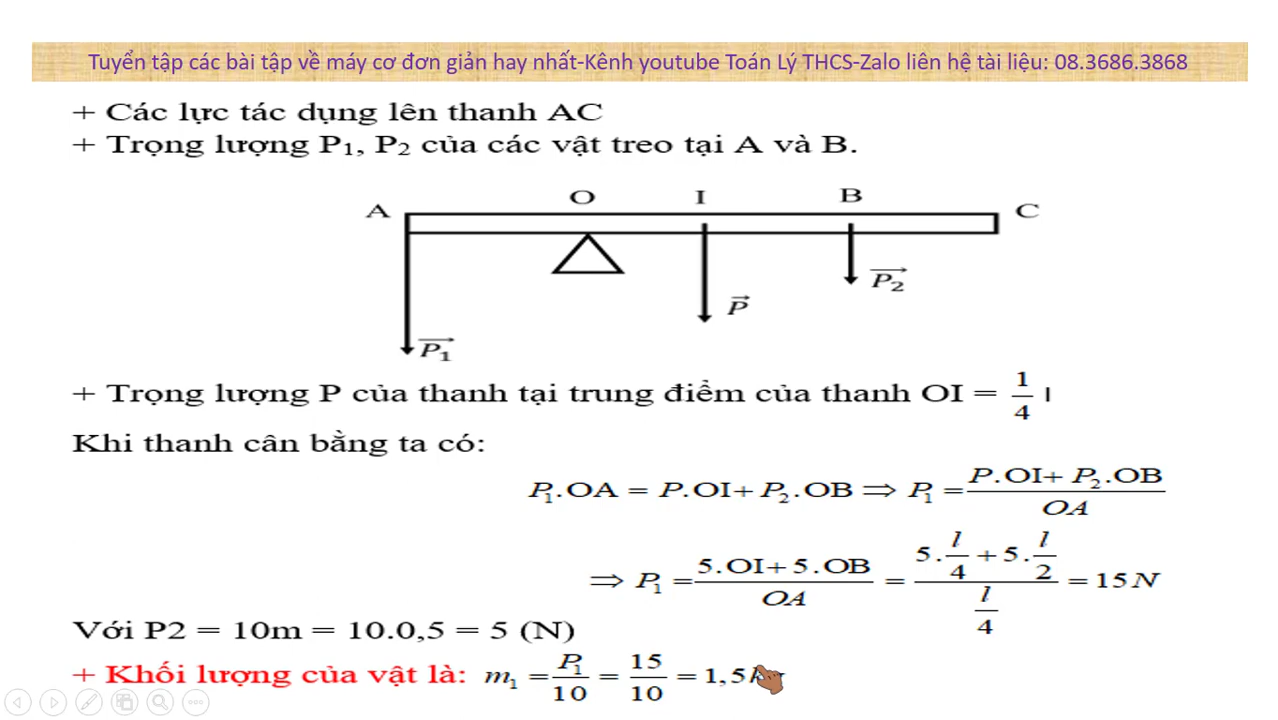 Tuyển tập các bài tập về máy cơ đơn giản hay nhất-Kênh youtube Toán Lý THCS-Zalo liên hệ tài liệu: 08.3686.3868
+ Các lực tác dụng lên thanh AC
+ Trọng lượng P₁, P₂ của các vật treo tại A và B.
A O I B C
P₂
P
P₁
+ Trọng lượng P của thanh tại trung điểm của thanh OI = 1/4 l
Khi thanh cân bằng ta có:
P₁.OA = P.OI+ P₂.OB ⟹ P₁ = (P.OI+ P₂.OB)/OA
⟹ P₁ = (5.OI+5.OB)/OA = (5.l/4 + 5.l/2)/(l/4) = 15N
Với P2 = 10m = 10.0,5 = 5 (N)
+ Khối lượng của vật là: m₁ = P₁/10 = 15/10 = 1,5